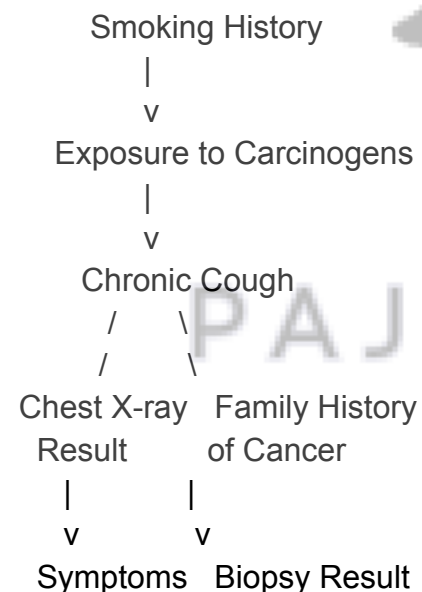 Smoking History
|
v
Exposure to Carcinogens
|
v
Chronic Cough
/ \
/ \
Chest X-ray Family History
Result of Cancer
| |
v v
Symptoms Biopsy Result
P A J